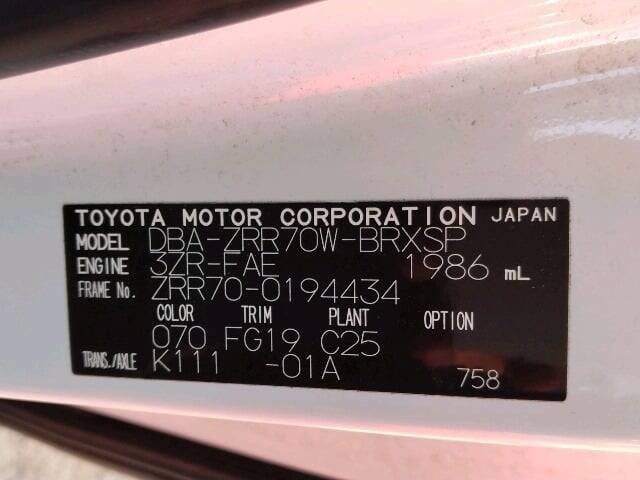 TOYOTA MOTOR CORPORATION JAPAN
MODEL DBA-ZRR70W-BRXSP
ENGINE 3ZR-FAE 1986 mL
FRAME No. ZRR70-0194434
COLOR TRIM PLANT OPTION
070 FG19 C25
TRANS./AXLE K111 -01A 758